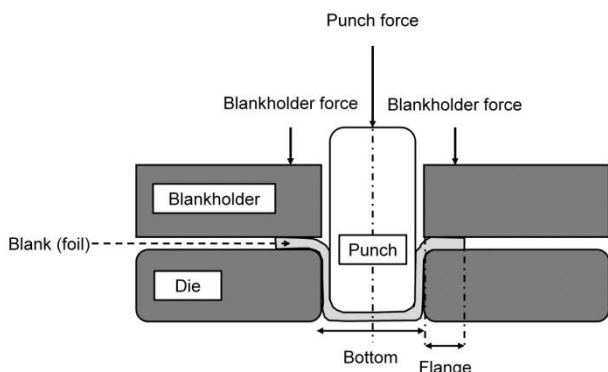 Punch force
Blankholder force
Blankholder force
Blankholder
Blank (foil)
Punch
Die
Bottom
Flange